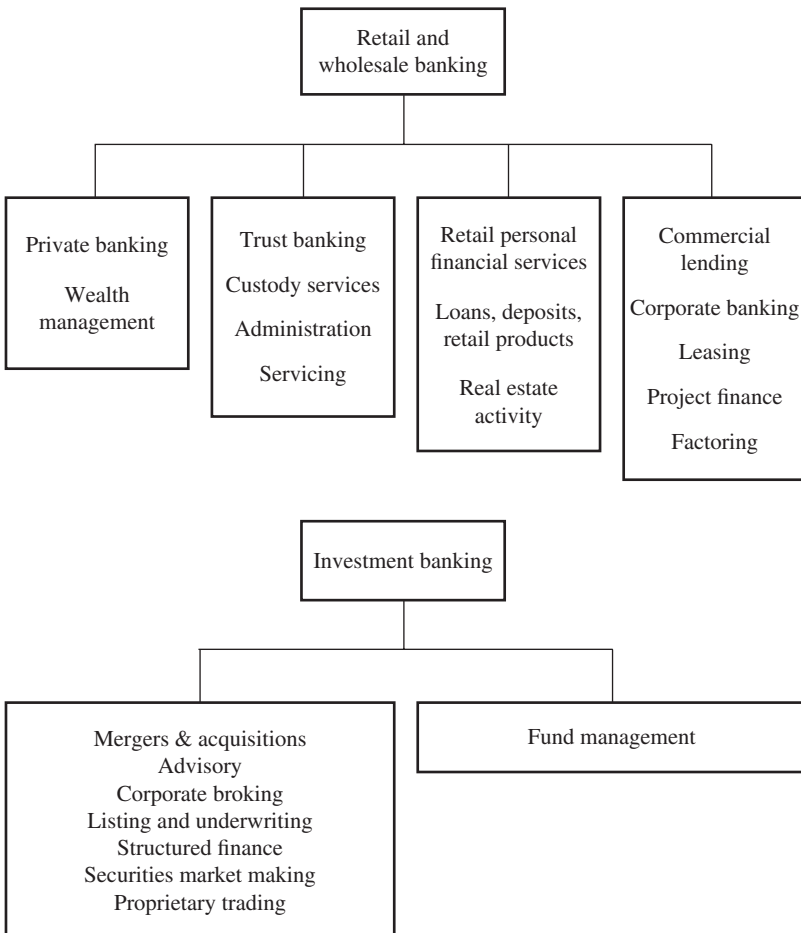 Retail and
wholesale banking
Private banking
Wealth
management
Trust banking
Custody services
Administration
Servicing
Retail personal
financial services
Loans, deposits,
retail products
Real estate
activity
Commercial
lending
Corporate banking
Leasing
Project finance
Factoring
Investment banking
Mergers & acquisitions
Advisory
Corporate broking
Listing and underwriting
Structured finance
Securities market making
Proprietary trading
Fund management